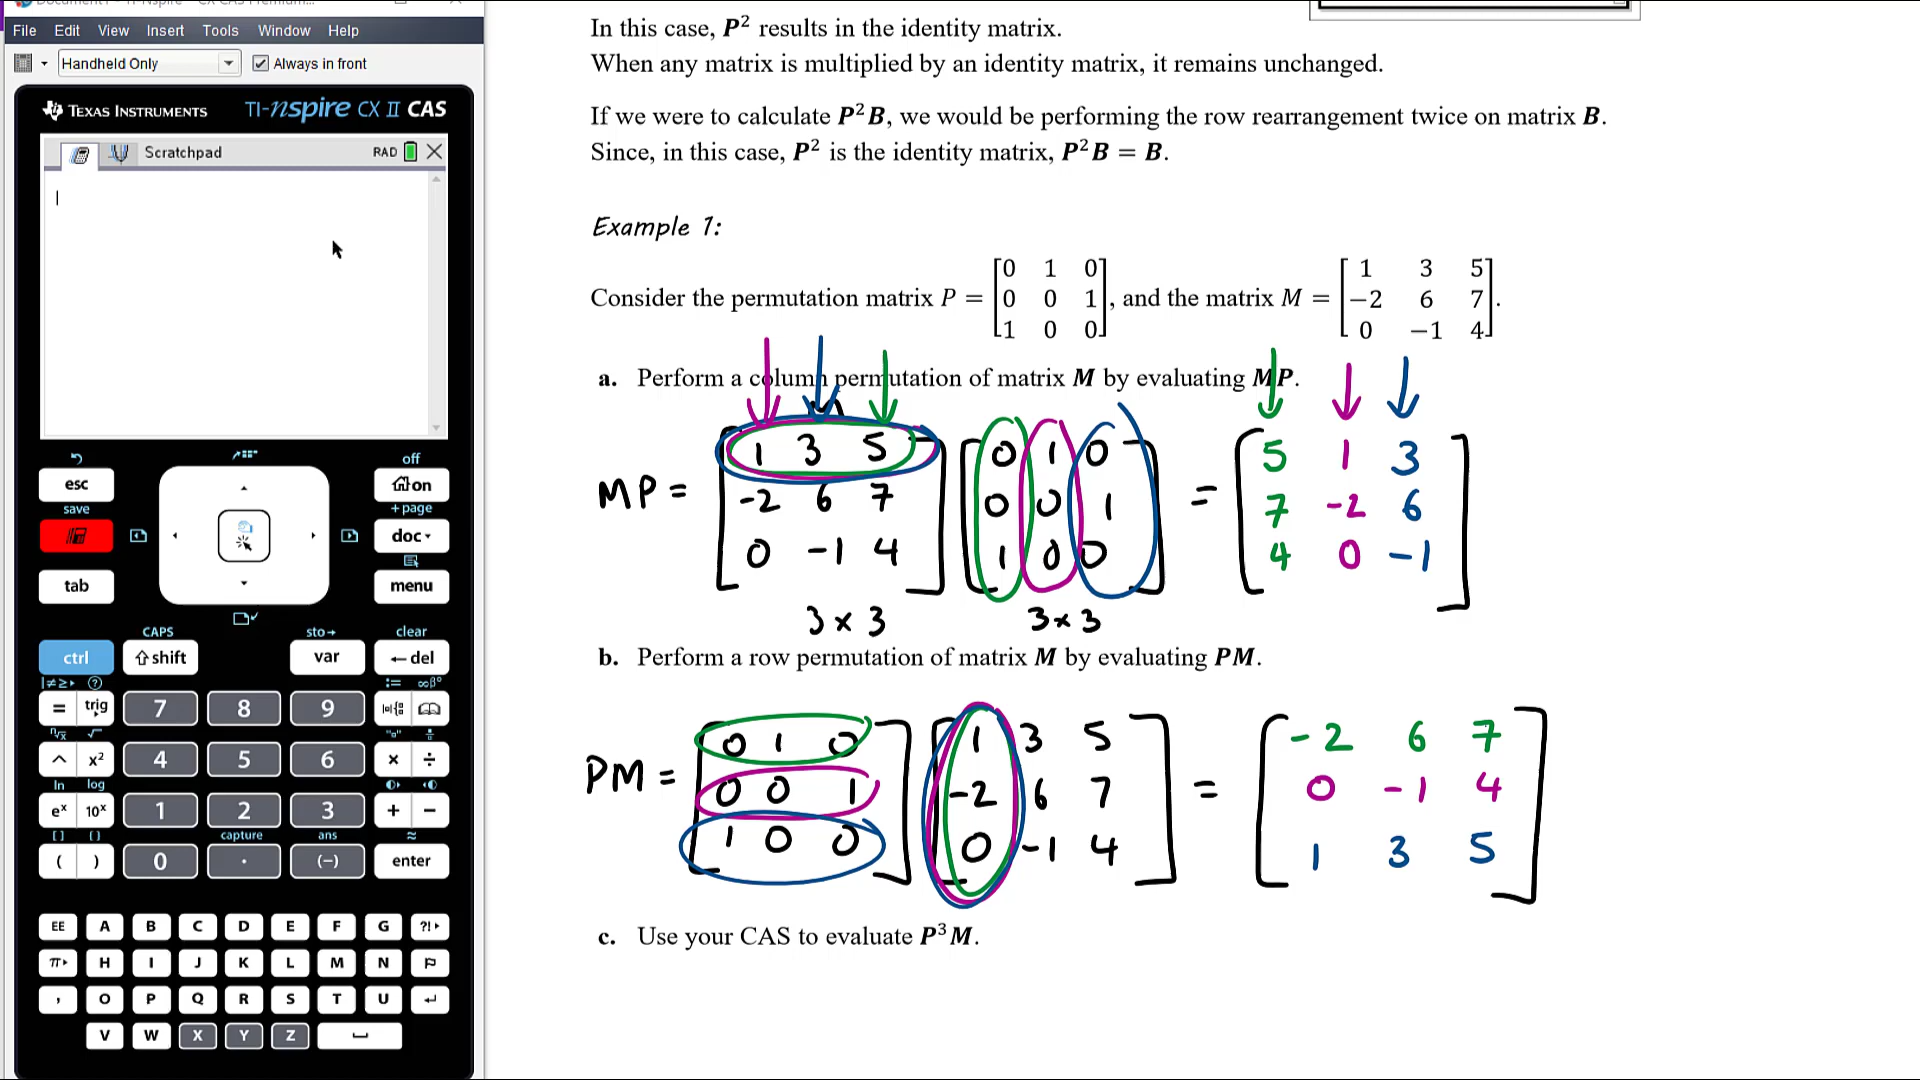 File Edit View Insert Tools Window Help
Handheld Only Always in front
TEXAS INSTRUMENTS TI-nspire CX II CAS
Scratchpad RAD
off
esc on
save + page
doc
tab menu
CAPS sto→ clear
ctrl ⇧shift var ←del
= trig 7 8 9
^ x² 4 5 6 × ÷
ln log
eˣ 10ˣ 1 2 3 + −
[ ] { } capture ans ≈
( ) 0 . (−) enter
EE A B C D E F G ?!
π H I J K L M N
, O P Q R S T U
V W X Y Z
In this case, P² results in the identity matrix.
When any matrix is multiplied by an identity matrix, it remains unchanged.
If we were to calculate P²B, we would be performing the row rearrangement twice on matrix B.
Since, in this case, P² is the identity matrix, P²B = B.
Example 1:
Consider the permutation matrix P = [0 1 0; 0 0 1; 1 0 0], and the matrix M = [1 3 5; −2 6 7; 0 −1 4].
a. Perform a column permutation of matrix M by evaluating MP.
MP = [1 3 5; -2 6 7; 0 -1 4] [0 1 0; 0 0 1; 1 0 0] = [5 1 3; 7 -2 6; 4 0 -1]
3 × 3 3 × 3
b. Perform a row permutation of matrix M by evaluating PM.
PM = [0 1 0; 0 0 1; 1 0 0] [1 3 5; -2 6 7; 0 -1 4] = [-2 6 7; 0 -1 4; 1 3 5]
c. Use your CAS to evaluate P³M.